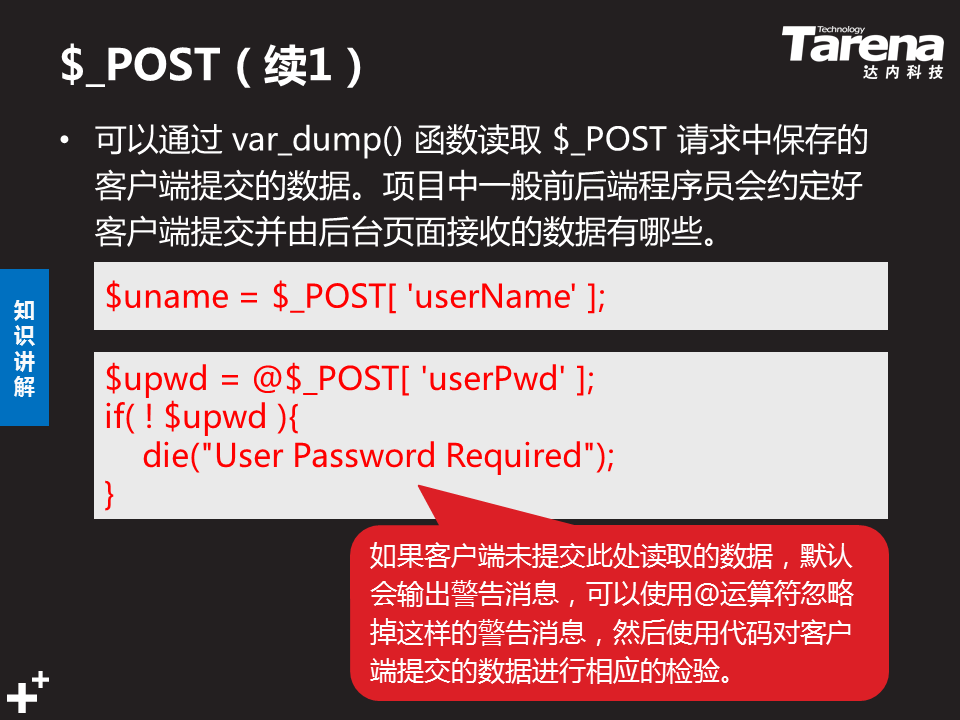 $_POST（续1）
Technology
Tarena
达内科技
• 可以通过 var_dump() 函数读取 $_POST 请求中保存的
客户端提交的数据。项目中一般前后端程序员会约定好
客户端提交并由后台页面接收的数据有哪些。
知识讲解
$uname = $_POST[ 'userName' ];
$upwd = @$_POST[ 'userPwd' ];
if( ! $upwd ){
    die("User Password Required");
}
如果客户端未提交此处读取的数据，默认
会输出警告消息，可以使用@运算符忽略
掉这样的警告消息，然后使用代码对客户
端提交的数据进行相应的检验。